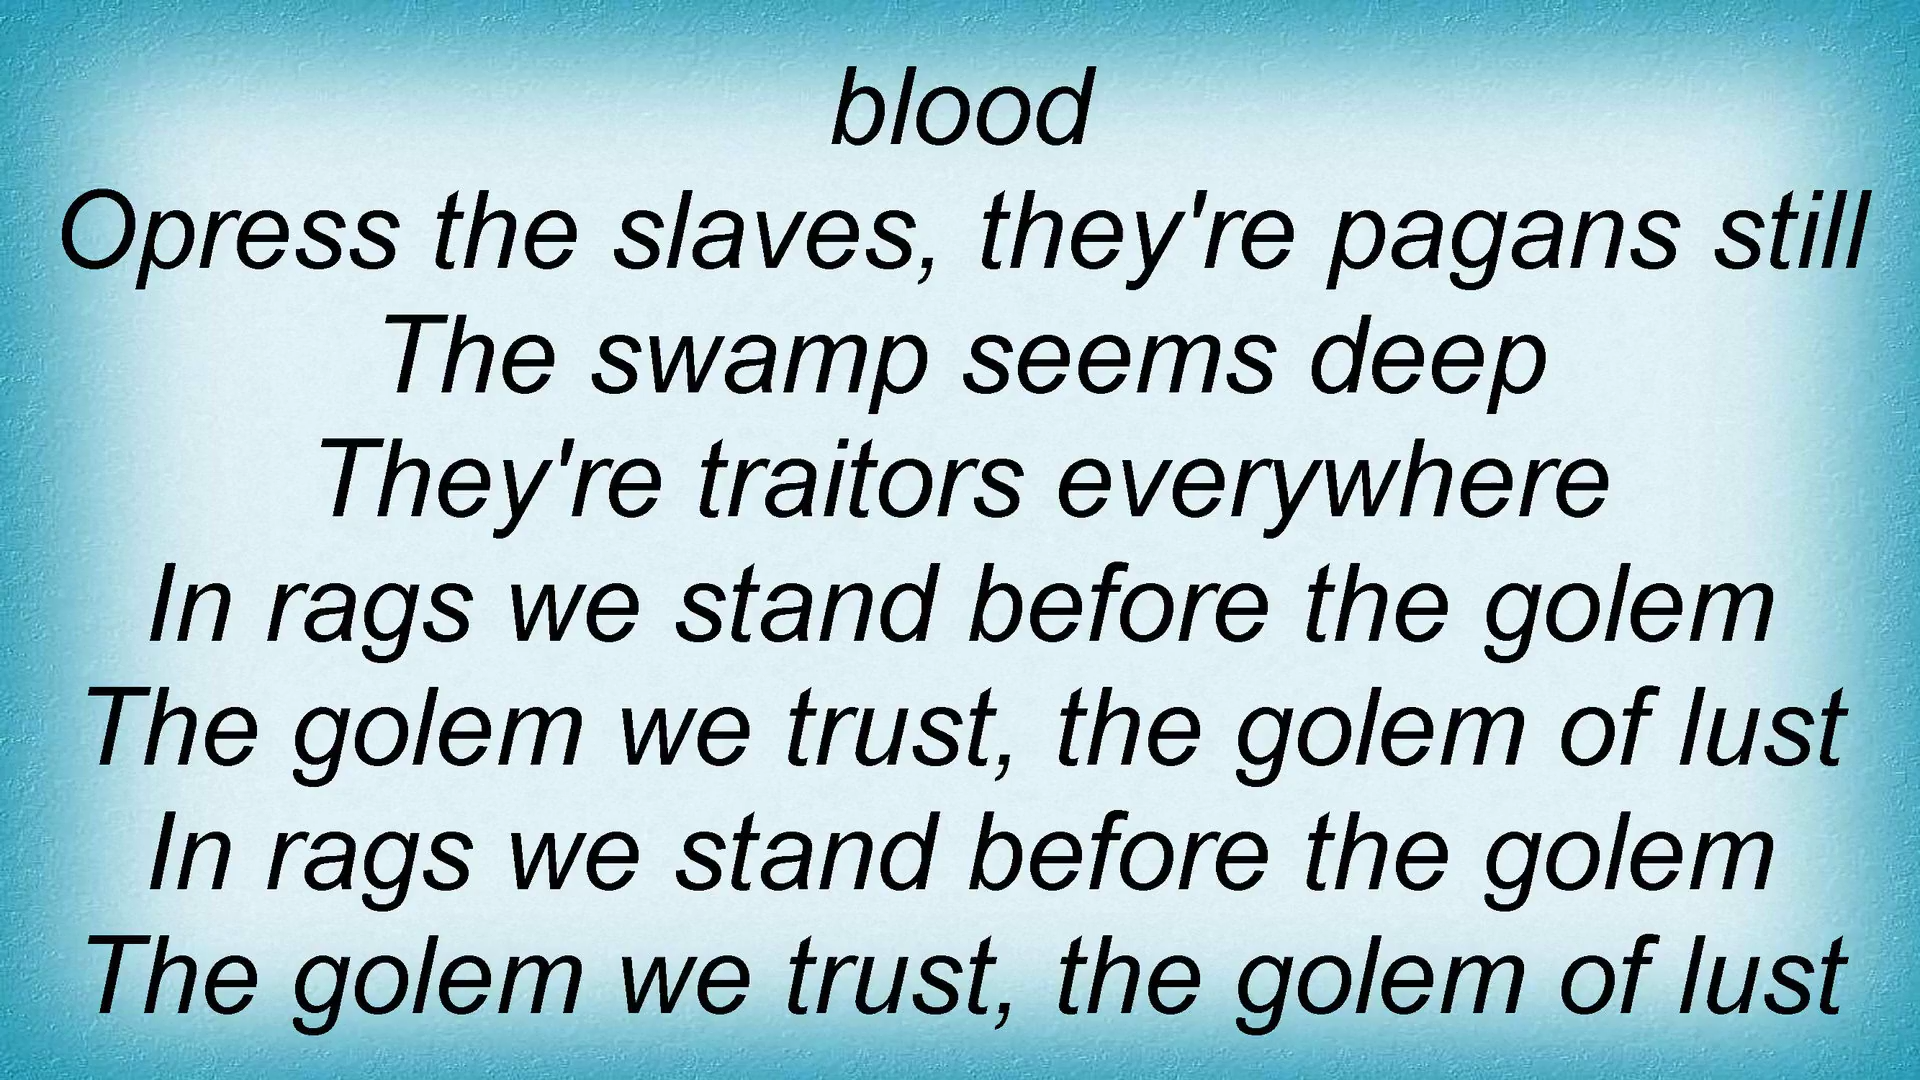 blood
Opress the slaves, they're pagans still
The swamp seems deep
They're traitors everywhere
In rags we stand before the golem
The golem we trust, the golem of lust
In rags we stand before the golem
The golem we trust, the golem of lust